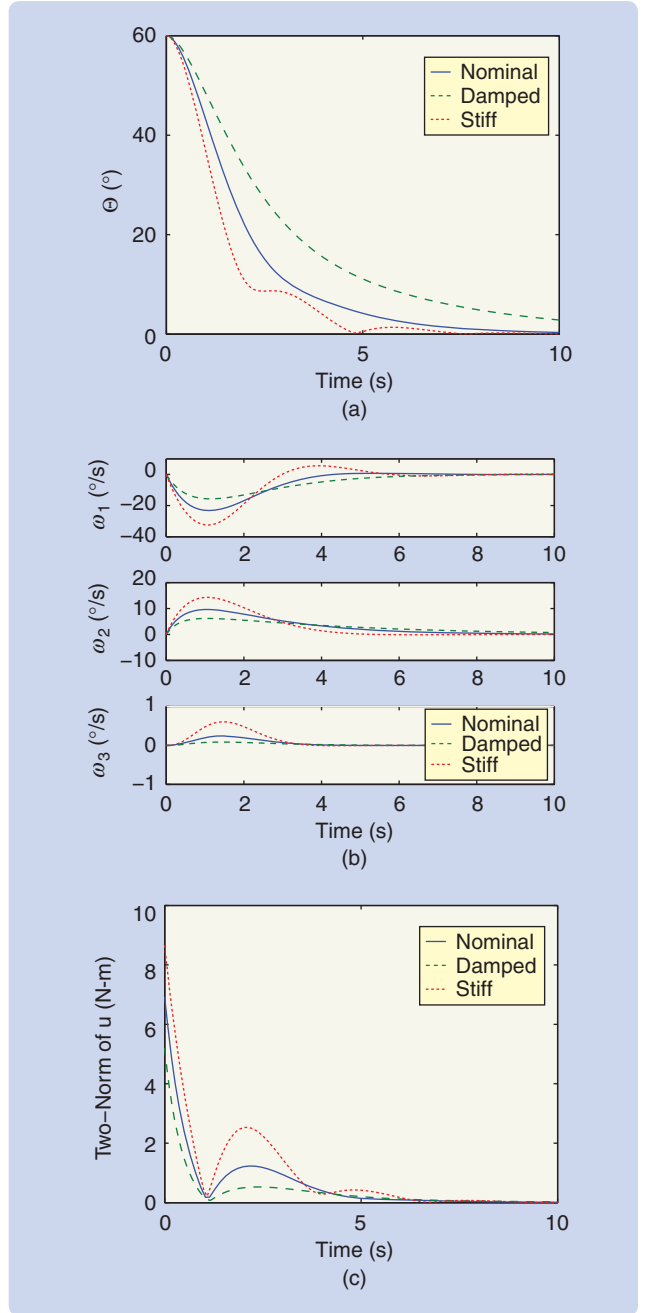 60
40
20
0
Θ (°)
Nominal
Damped
Stiff
0 5 10
Time (s)
(a)
0
−20
−40
ω1 (°/s)
0 2 4 6 8 10
20
10
0
−10
ω2 (°/s)
0 2 4 6 8 10
1
0
−1
ω3 (°/s)
Nominal
Damped
Stiff
0 2 4 6 8 10
Time (s)
(b)
10
8
6
4
2
0
Two−Norm of u (N-m)
Nominal
Damped
Stiff
0 5 10
Time (s)
(c)